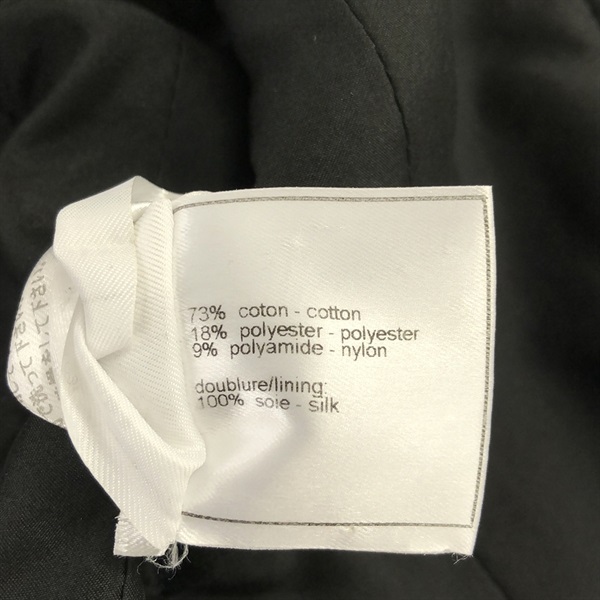 73% coton - cotton
18% polyester - polyester
9% polyamide - nylon
doublure/lining:
100% soie - silk